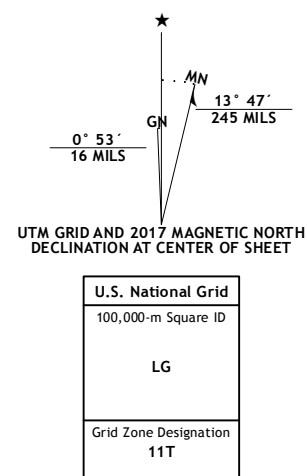 ★
MN
GN
13° 47´
245 MILS
0° 53´
16 MILS
UTM GRID AND 2017 MAGNETIC NORTH
DECLINATION AT CENTER OF SHEET
U.S. National Grid
100,000-m Square ID
LG
Grid Zone Designation
11T